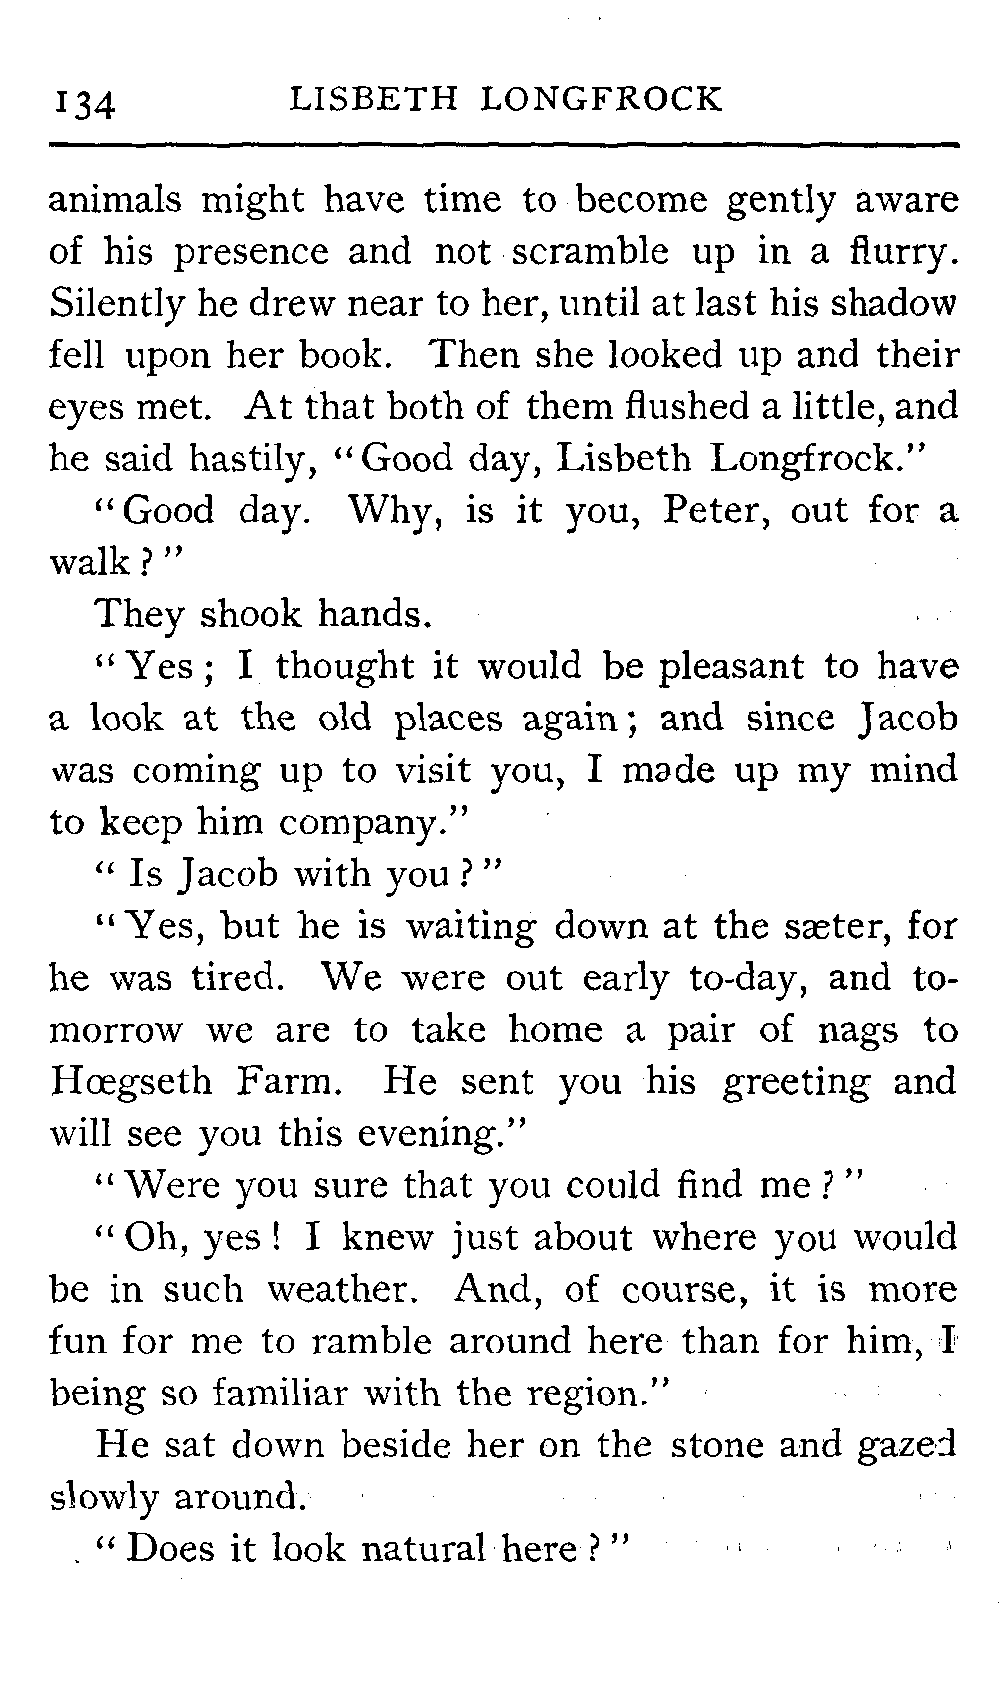 134 LISBETH LONGFROCK
animals might have time to become gently aware
of his presence and not scramble up in a flurry.
Silently he drew near to her, until at last his shadow
fell upon her book. Then she looked up and their
eyes met. At that both of them flushed a little, and
he said hastily, “Good day, Lisbeth Longfrock.”
“Good day. Why, is it you, Peter, out for a
walk?”
They shook hands.
“Yes; I thought it would be pleasant to have
a look at the old places again; and since Jacob
was coming up to visit you, I made up my mind
to keep him company.”
“Is Jacob with you?”
“Yes, but he is waiting down at the sæter, for
he was tired. We were out early to-day, and to-
morrow we are to take home a pair of nags to
Hœgseth Farm. He sent you his greeting and
will see you this evening.”
“Were you sure that you could find me?”
“Oh, yes! I knew just about where you would
be in such weather. And, of course, it is more
fun for me to ramble around here than for him, I
being so familiar with the region.”
He sat down beside her on the stone and gazed
slowly around.
“Does it look natural here?”